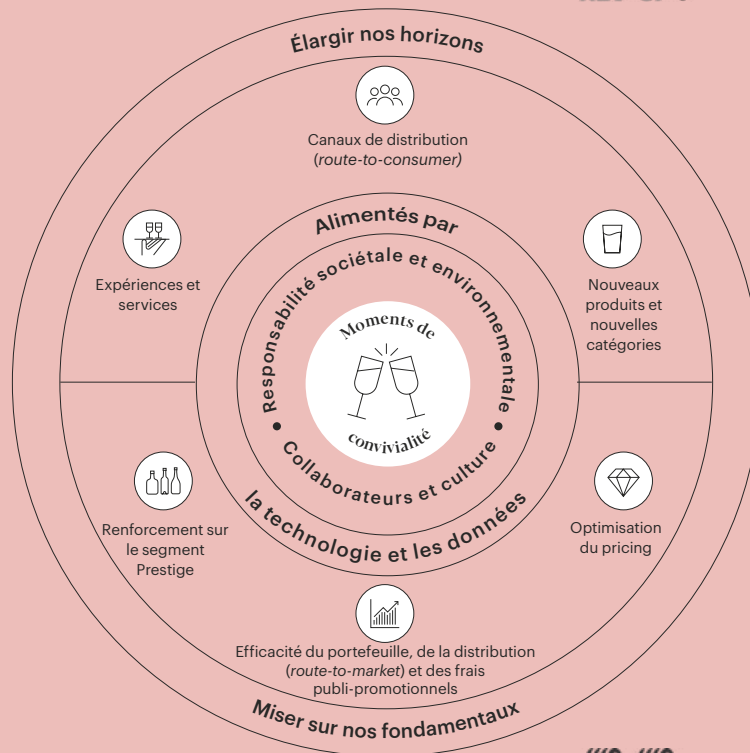 Élargir nos horizons
Canaux de distribution
(route-to-consumer)
Expériences et
services
Nouveaux
produits et
nouvelles
catégories
Alimentés par
Responsabilité sociétale et environnementale
Moments de
convivialité
• Collaborateurs et culture •
la technologie et les données
Renforcement sur
le segment
Prestige
Optimisation
du pricing
Efficacité du portefeuille, de la distribution
(route-to-market) et des frais
publi-promotionnels
Miser sur nos fondamentaux